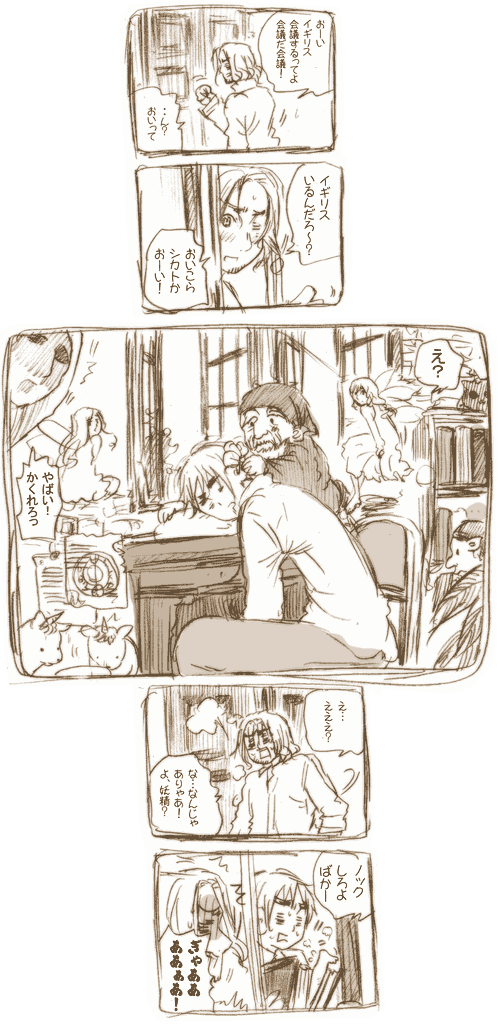 おーい
イギリス
会議するってよ
会議だ会議！
…ん？
おいって
イギリス
いるんだろ～？
おいこら
シカトか
おーい！
え？
やばい！
かくれろっ
え…
えええ？
な…なんじゃ
ありゃあ！
よ、妖精？
ノック
しろよ
ばかー
ぎゃああ
ああああ！